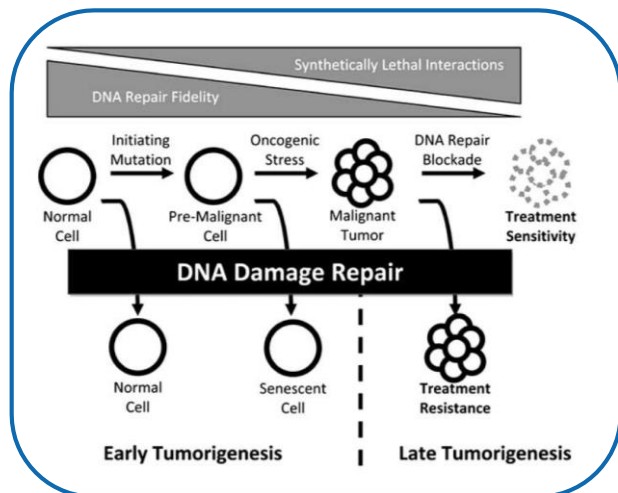 Synthetically Lethal Interactions
DNA Repair Fidelity
Initiating
Mutation
Oncogenic
Stress
DNA Repair
Blockade
Normal
Cell
Pre-Malignant
Cell
Malignant
Tumor
Treatment
Sensitivity
DNA Damage Repair
Normal
Cell
Senescent
Cell
Treatment
Resistance
Early Tumorigenesis
Late Tumorigenesis